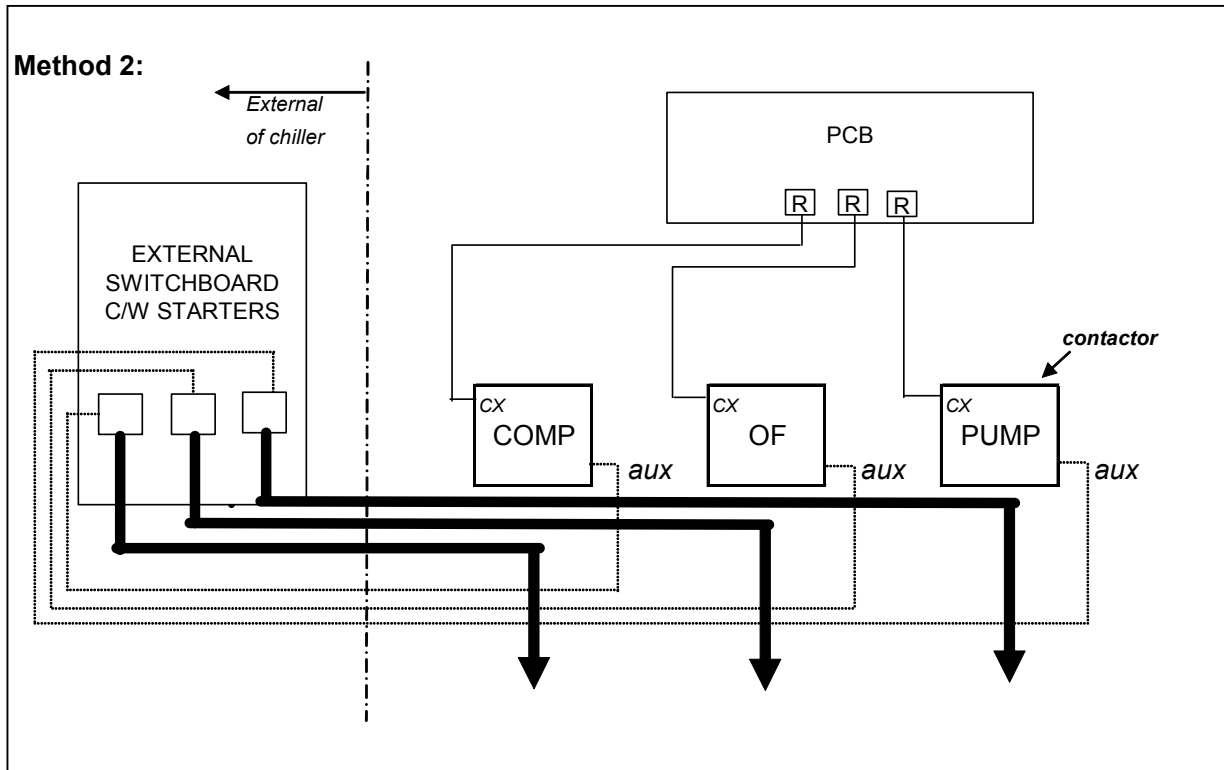 Method 2:
External
of chiller
PCB
R R R
EXTERNAL
SWITCHBOARD
C/W STARTERS
contactor
CX
COMP
aux
CX
OF
aux
CX
PUMP
aux